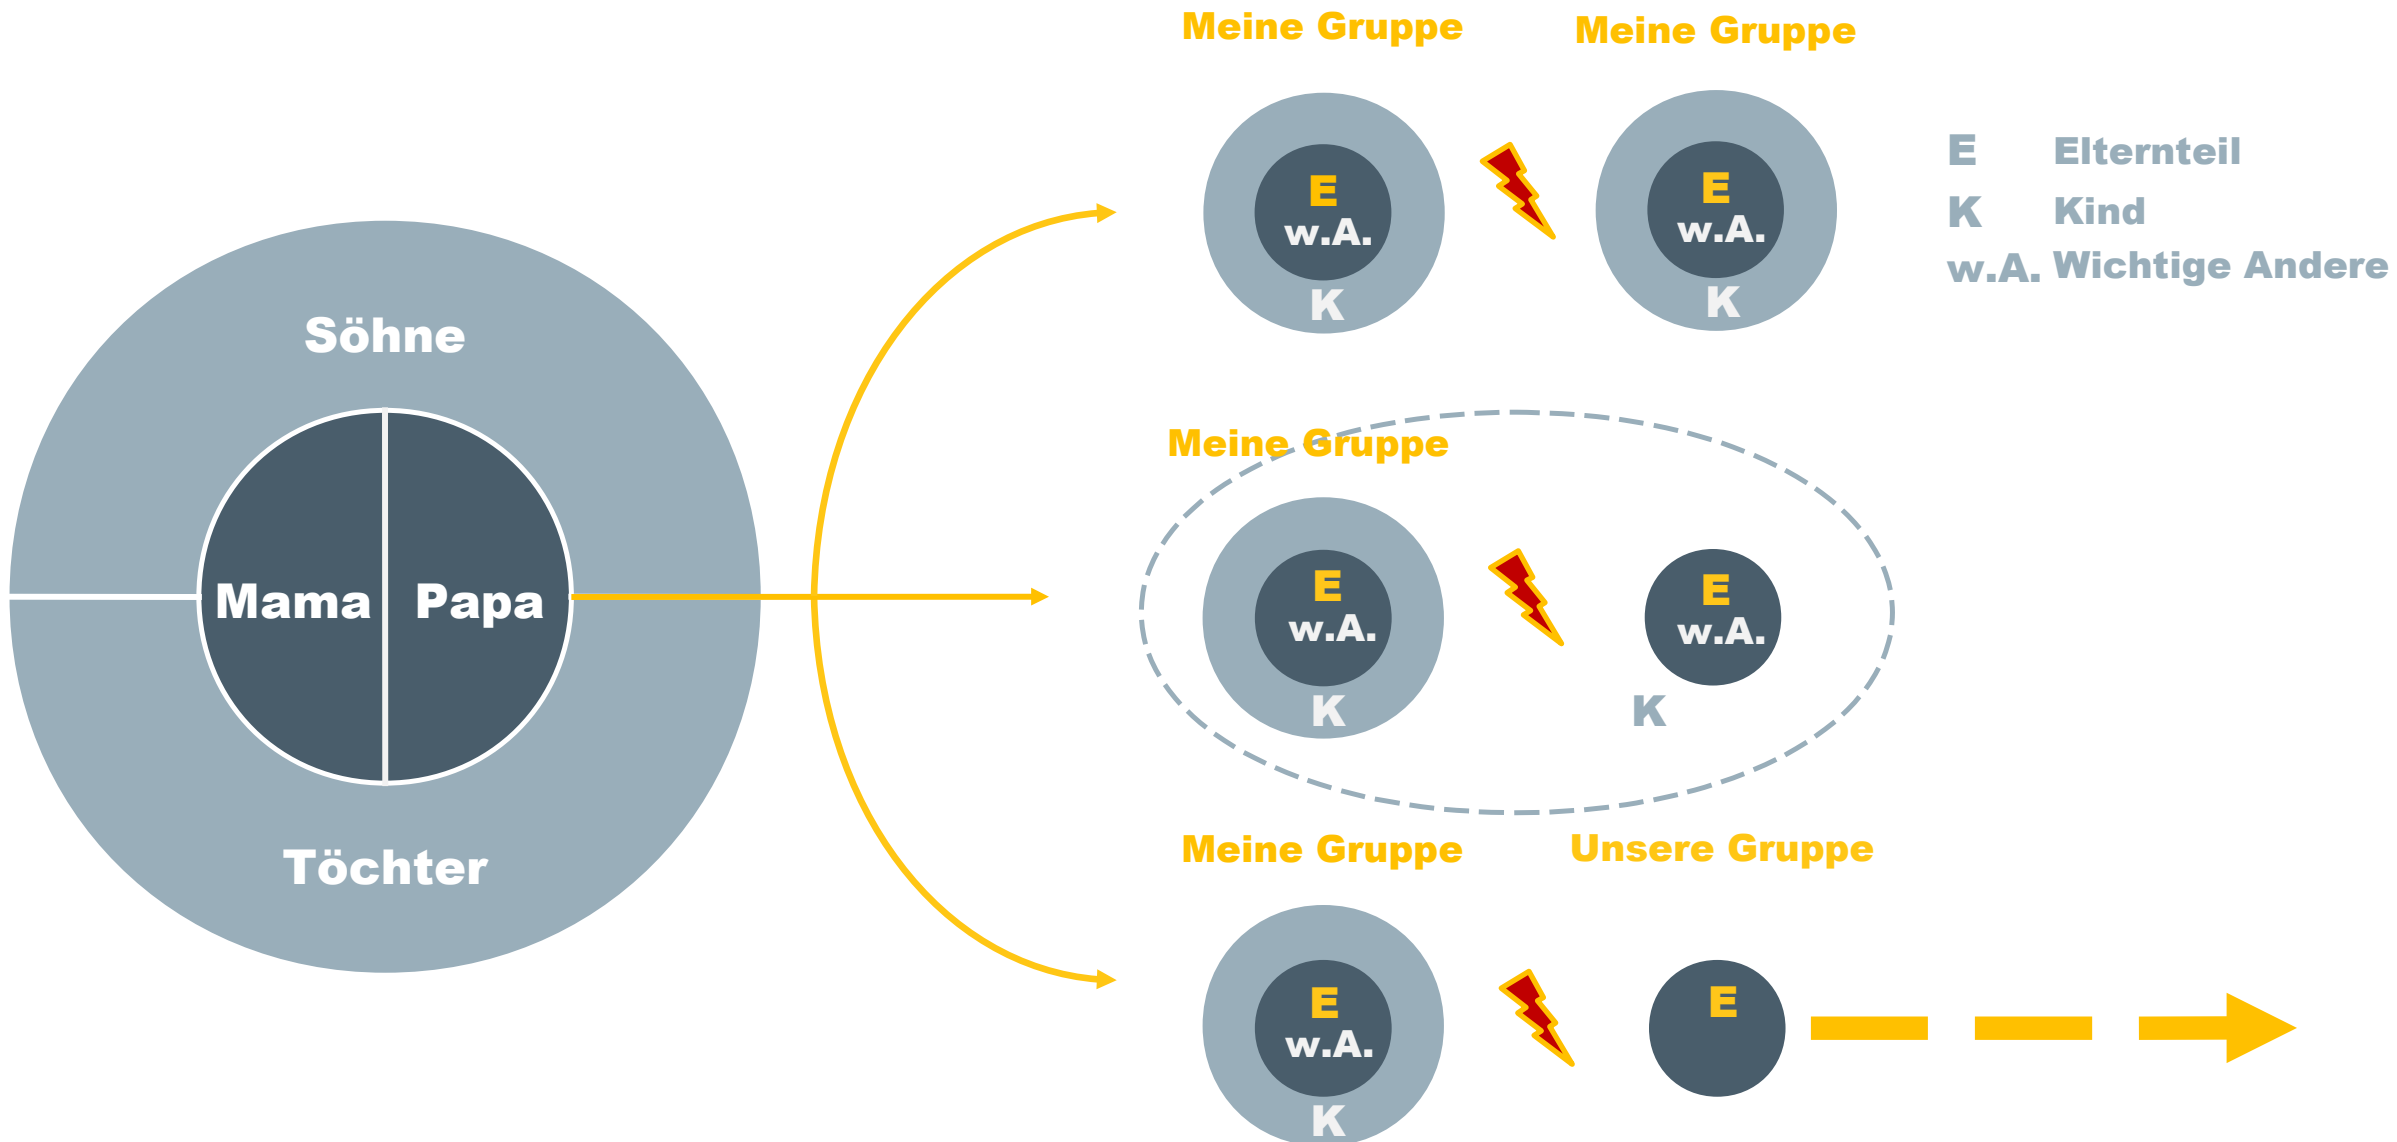 Meine Gruppe
Meine Gruppe
E
w.A.
K
E
w.A.
K
E Elternteil
K Kind
w.A. Wichtige Andere
Söhne
Mama
Papa
Töchter
Meine Gruppe
E
w.A.
K
E
w.A.
K
Meine Gruppe
Unsere Gruppe
E
w.A.
K
E